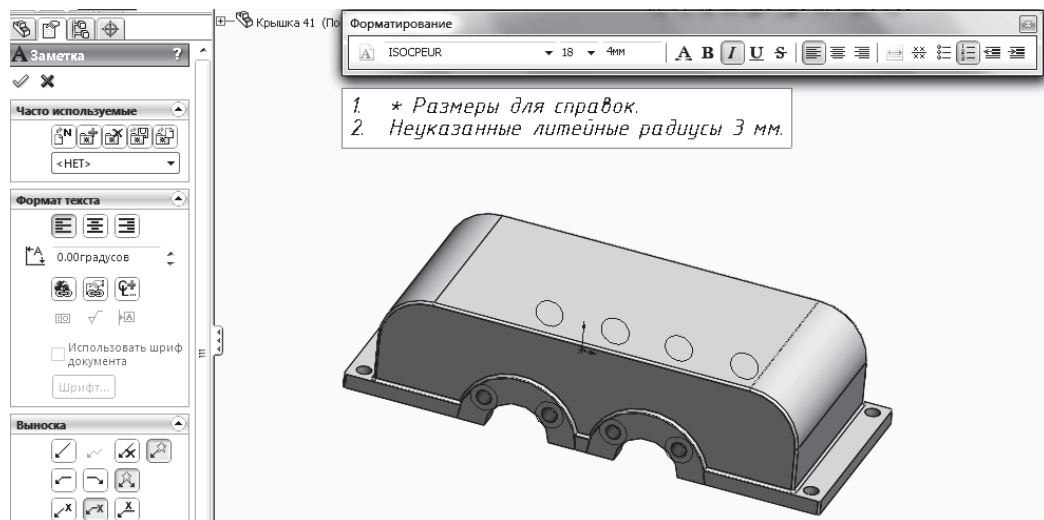 Крышка 41 (По
Форматирование
ISOCPEUR 18 4мм A B I U S
Заметка ?
1. * Размеры для справок.
2. Неуказанные литейные радиусы 3 мм.
Часто используемые
<НЕТ>
Формат текста
0.00градусов
Использовать шриф
документа
Шрифт...
Выноска